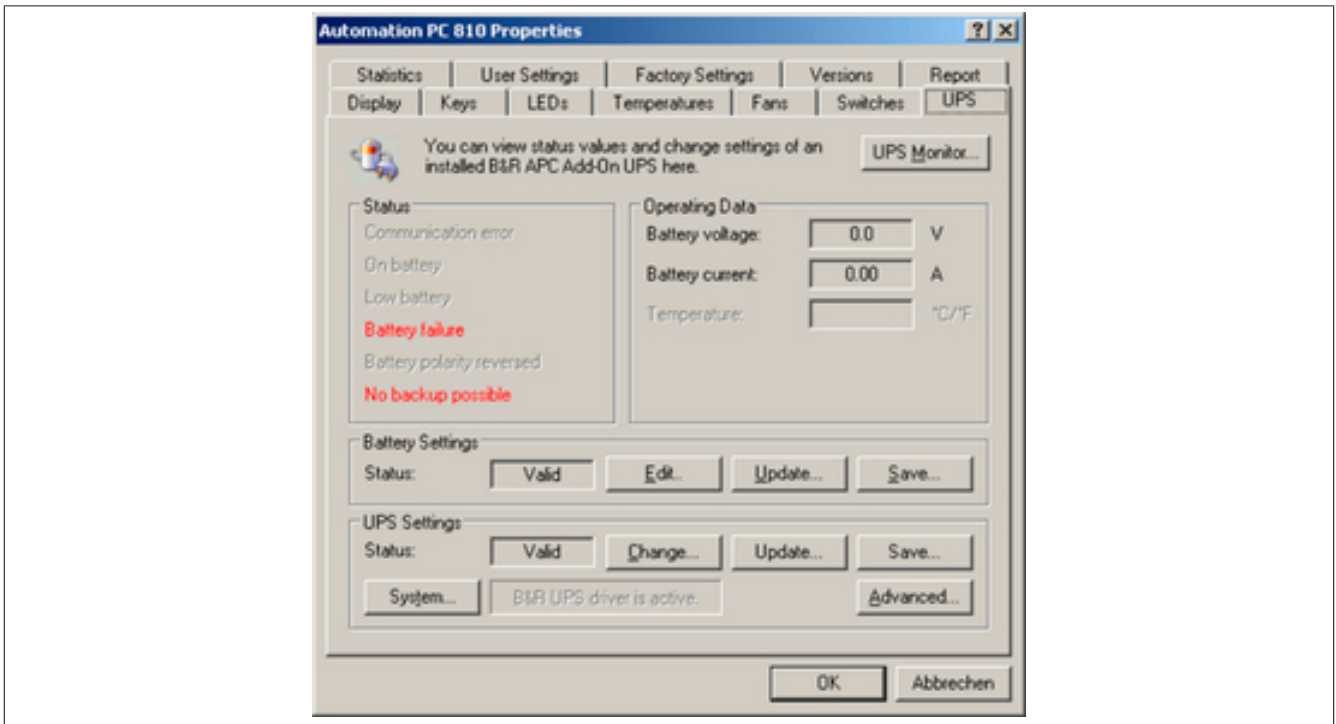 Automation PC 810 Properties
Statistics User Settings Factory Settings Versions Report
Display Keys LEDs Temperatures Fans Switches UPS
You can view status values and change settings of an
installed B&R APC Add-On UPS here.
UPS Monitor...
Status
Communication error
On battery
Low battery
Battery failure
Battery polarity reversed
No backup possible
Operating Data
Battery voltage: 0.0 V
Battery current: 0.00 A
Temperature: °C/°F
Battery Settings
Status: Valid Edit... Update... Save...
UPS Settings
Status: Valid Change... Update... Save...
System... B&R UPS driver is active. Advanced...
OK Abbrechen